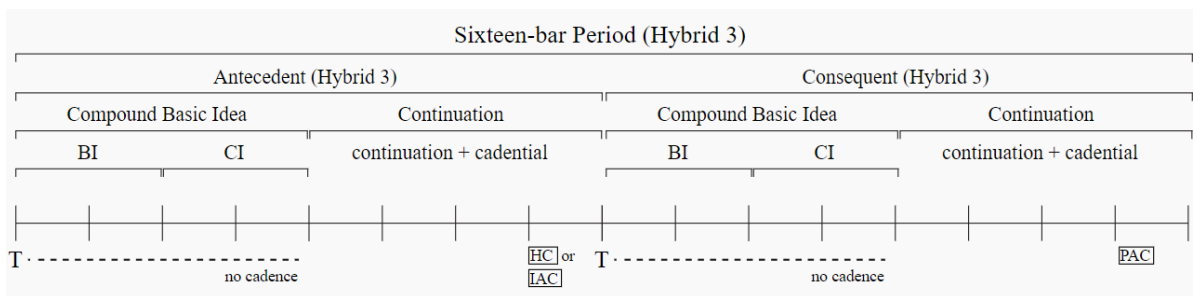 Sixteen-bar Period (Hybrid 3)
Antecedent (Hybrid 3) Consequent (Hybrid 3)
Compound Basic Idea Continuation Compound Basic Idea Continuation
BI CI continuation + cadential BI CI continuation + cadential
T HC or T PAC
no cadence IAC no cadence